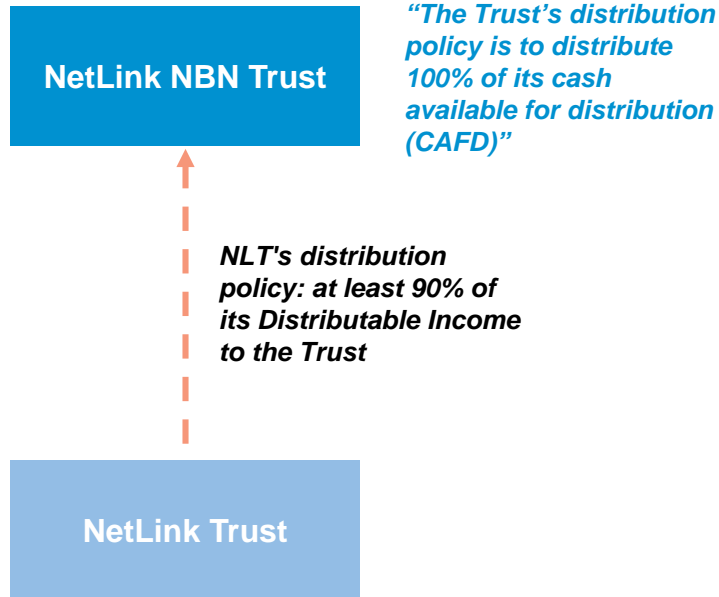 NetLink NBN Trust
“The Trust’s distribution
policy is to distribute
100% of its cash
available for distribution
(CAFD)”
NLT's distribution
policy: at least 90% of
its Distributable Income
to the Trust
NetLink Trust